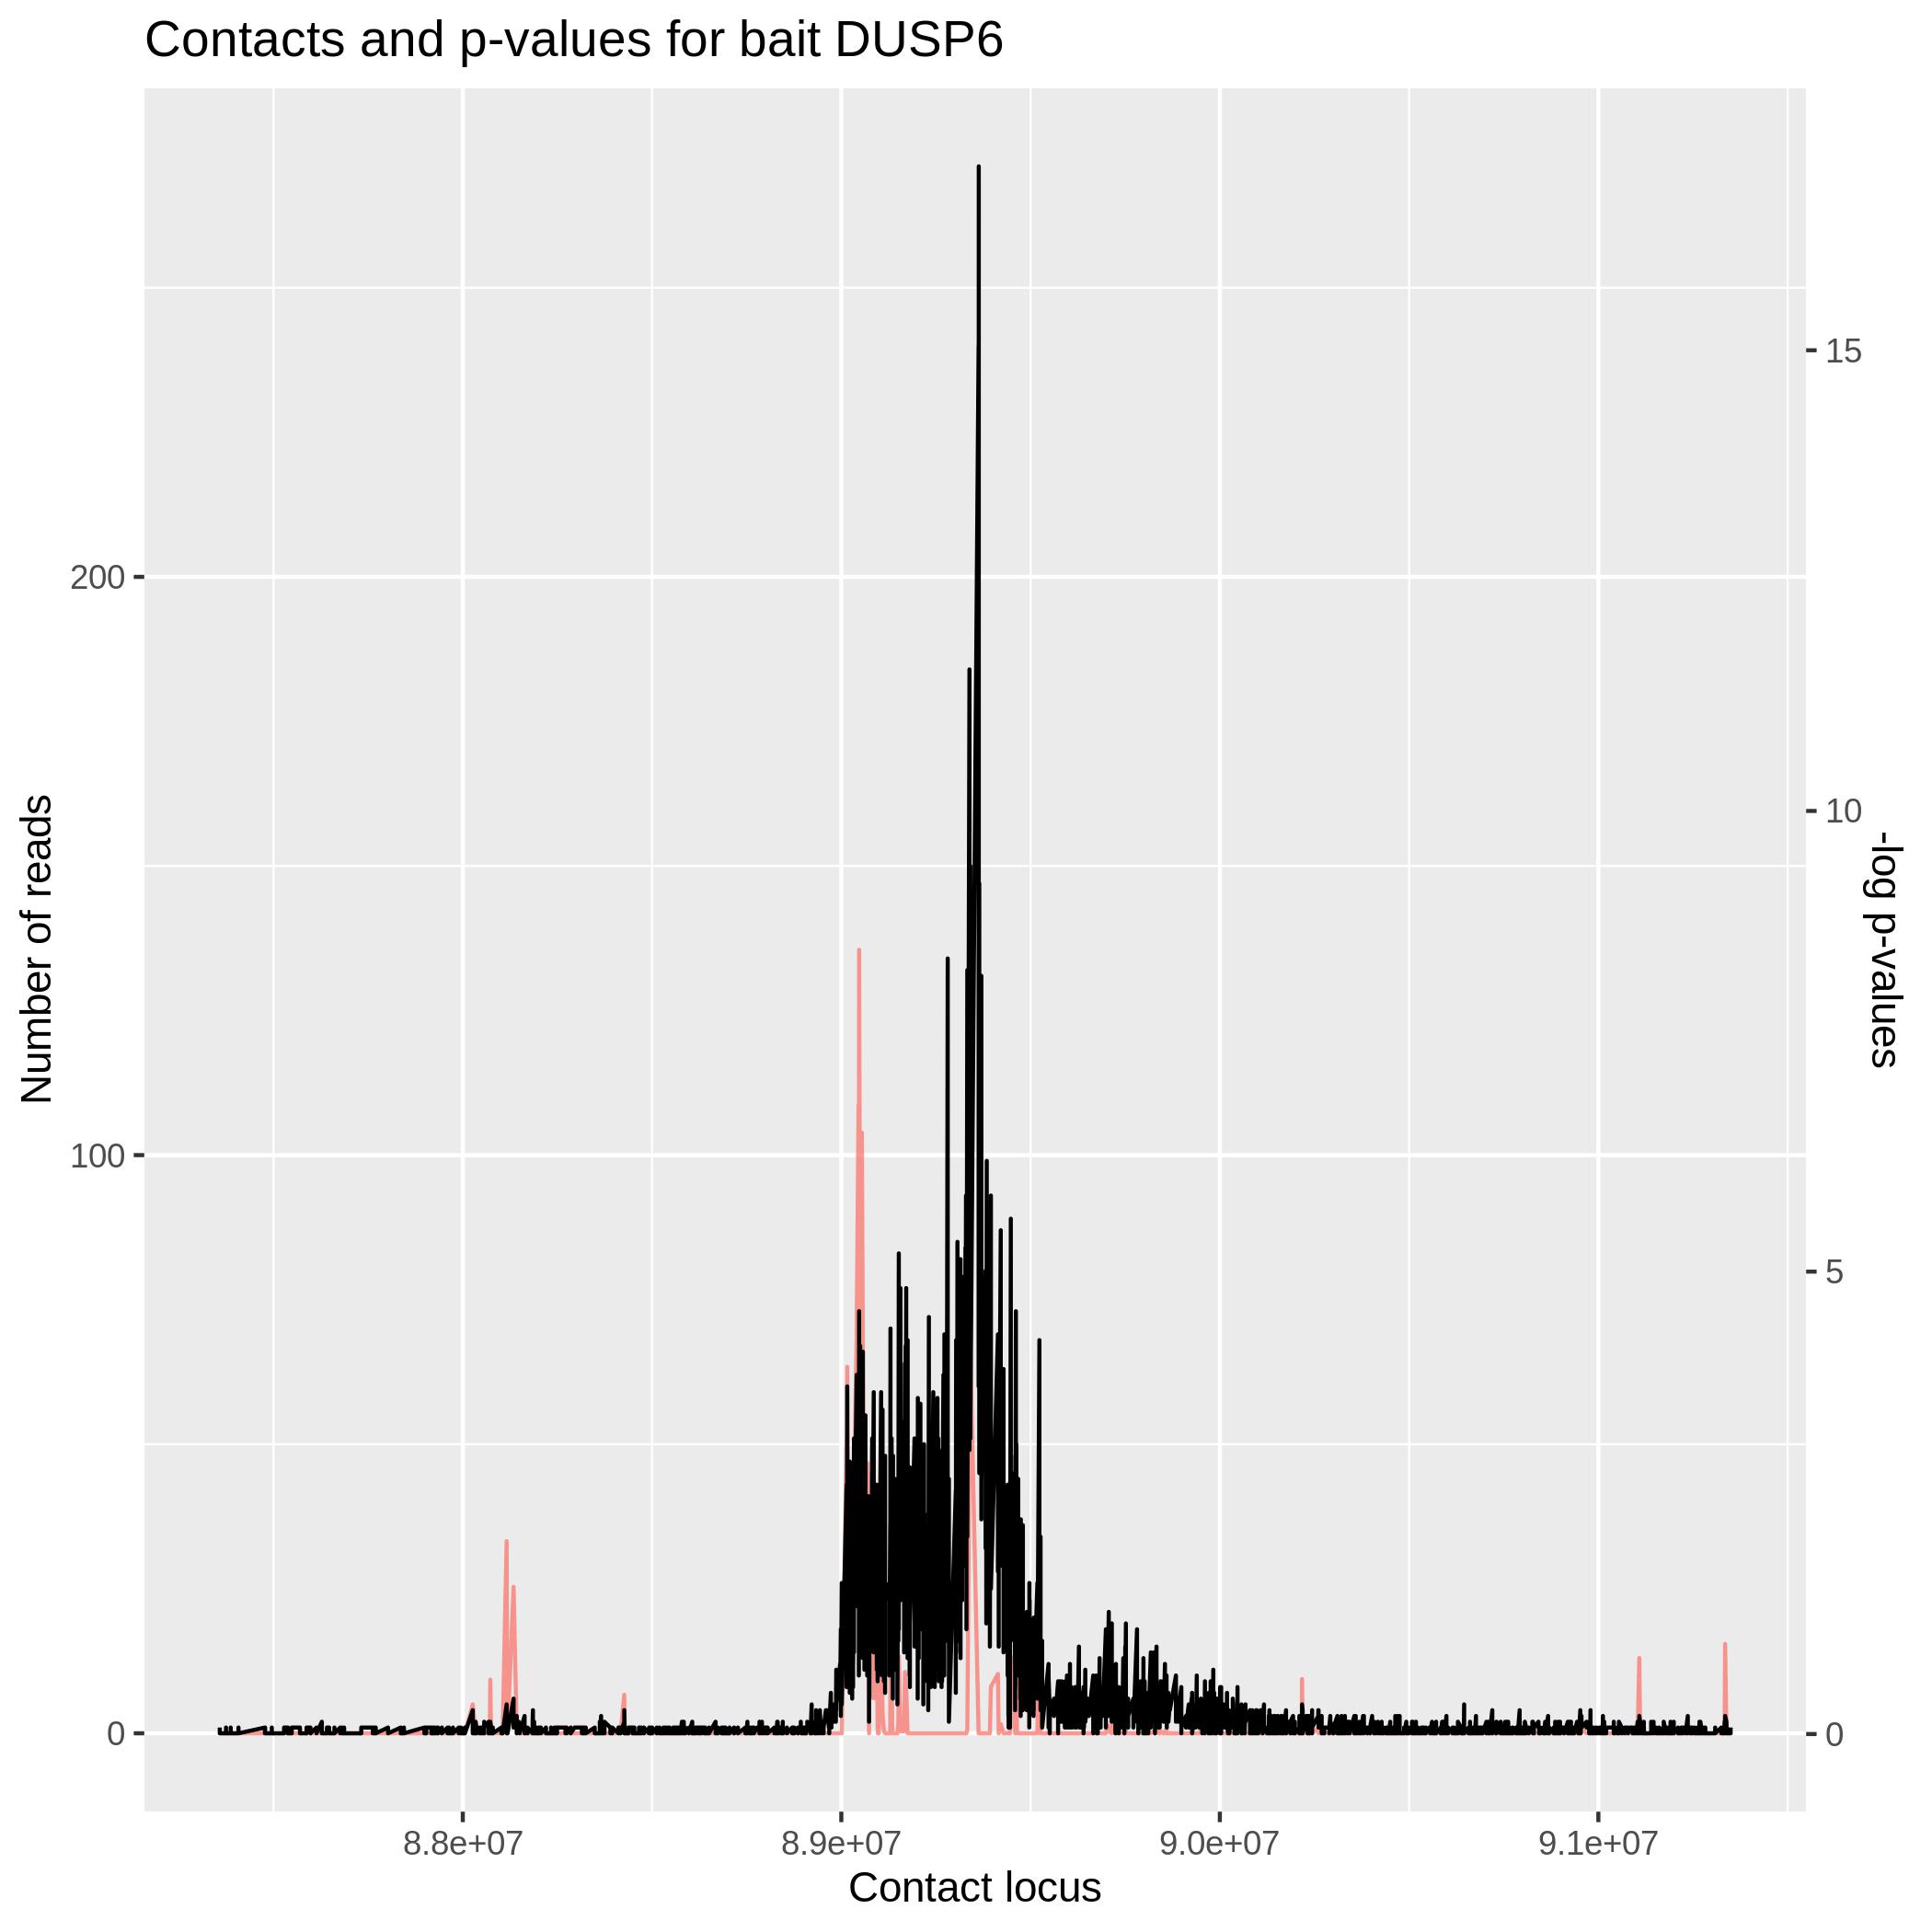 Contacts and p-values for bait DUSP6
Number of reads
200
100
0
15
10
5
0
-log p-values
8.8e+07
8.9e+07
9.0e+07
9.1e+07
Contact locus